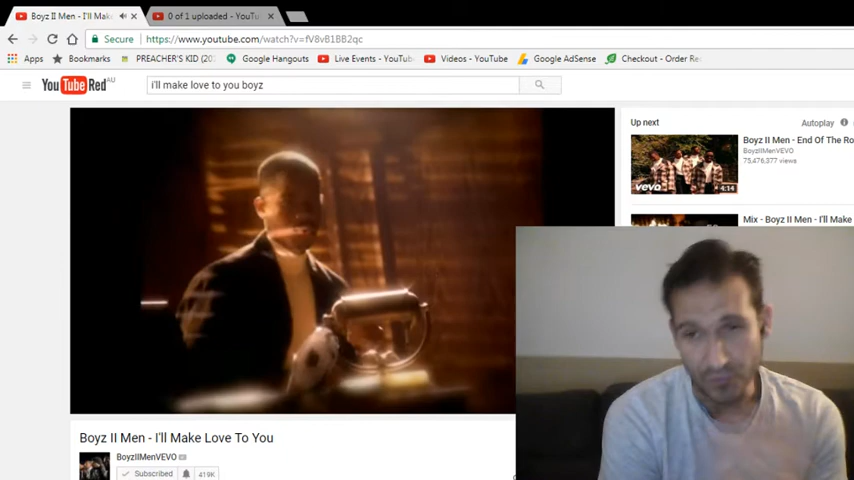 Boyz II Men - I'll Mak
0 of 1 uploaded - YouTu
Secure
https://www.youtube.com/watch?v=fV8vB1BB2qc
Apps
Bookmarks
PREACHER'S KID (20
Google Hangouts
Live Events - YouTub
Videos - YouTube
Google AdSense
Checkout - Order Re
YouTube Red AU
i'll make love to you boyz
Up next
Autoplay
Boyz II Men - End Of The Ro
BoyzIIMenVEVO
75,476,377 views
vevo
4:14
Mix - Boyz II Men - I'll Make
Boyz II Men - I'll Make Love To You
BoyzIIMenVEVO
Subscribed
419K